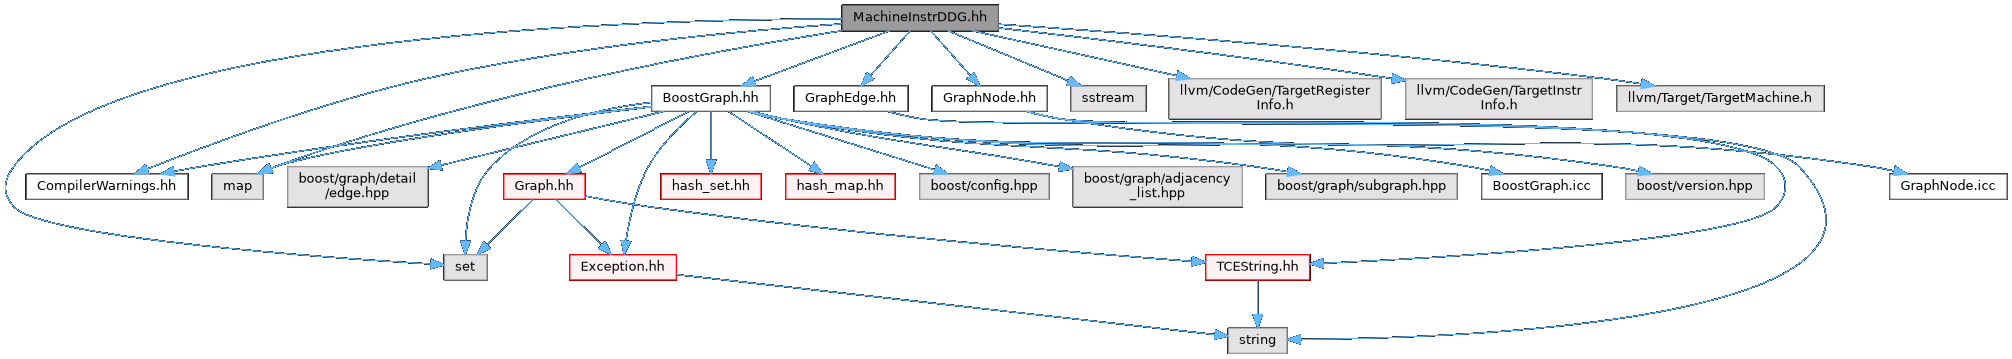 MachineInstrDDG.hh
BoostGraph.hh
GraphEdge.hh
GraphNode.hh
sstream
llvm/CodeGen/TargetRegister
Info.h
llvm/CodeGen/TargetInstr
Info.h
llvm/Target/TargetMachine.h
CompilerWarnings.hh
map
boost/graph/detail
/edge.hpp
Graph.hh
hash_set.hh
hash_map.hh
boost/config.hpp
boost/graph/adjacency
_list.hpp
boost/graph/subgraph.hpp
BoostGraph.icc
boost/version.hpp
GraphNode.icc
set
Exception.hh
TCEString.hh
string